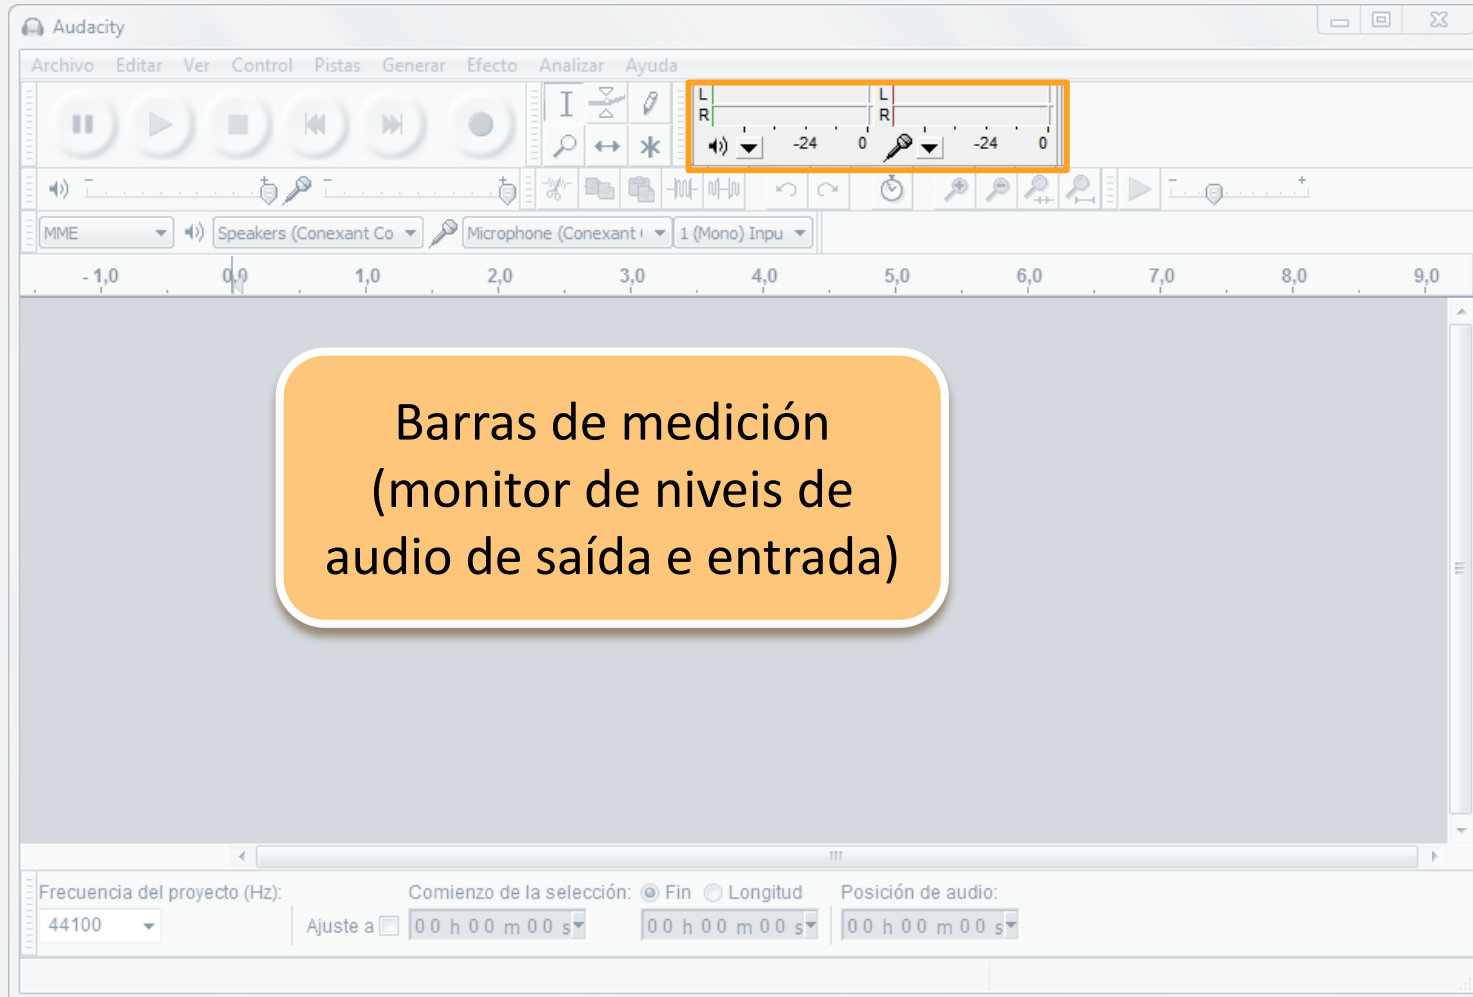 Audacity
Archivo Editar Ver Control Pistas Generar Efecto Analizar Ayuda
L L
R R
-24 0 -24 0
MME Speakers (Conexant Co Microphone (Conexant 1 (Mono) Inpu
- 1,0 0,0 1,0 2,0 3,0 4,0 5,0 6,0 7,0 8,0 9,0
Barras de medición
(monitor de niveis de
audio de saída e entrada)
Frecuencia del proyecto (Hz): Comienzo de la selección: Fin Longitud Posición de audio:
44100 Ajuste a 00 h 00 m 00 s 00 h 00 m 00 s 00 h 00 m 00 s